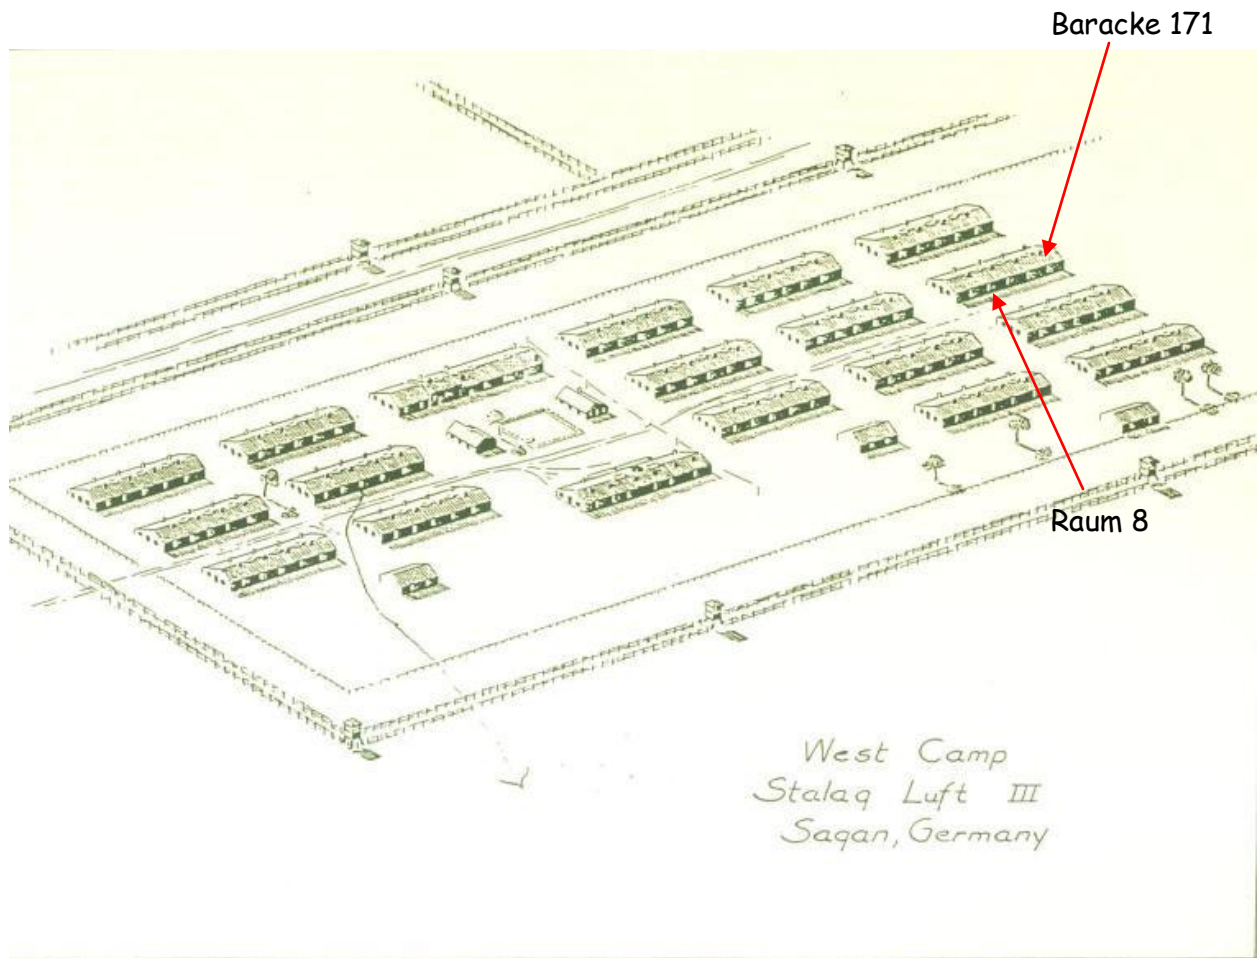 Baracke 171
Raum 8
West Camp
Stalag Luft III
Sagan, Germany